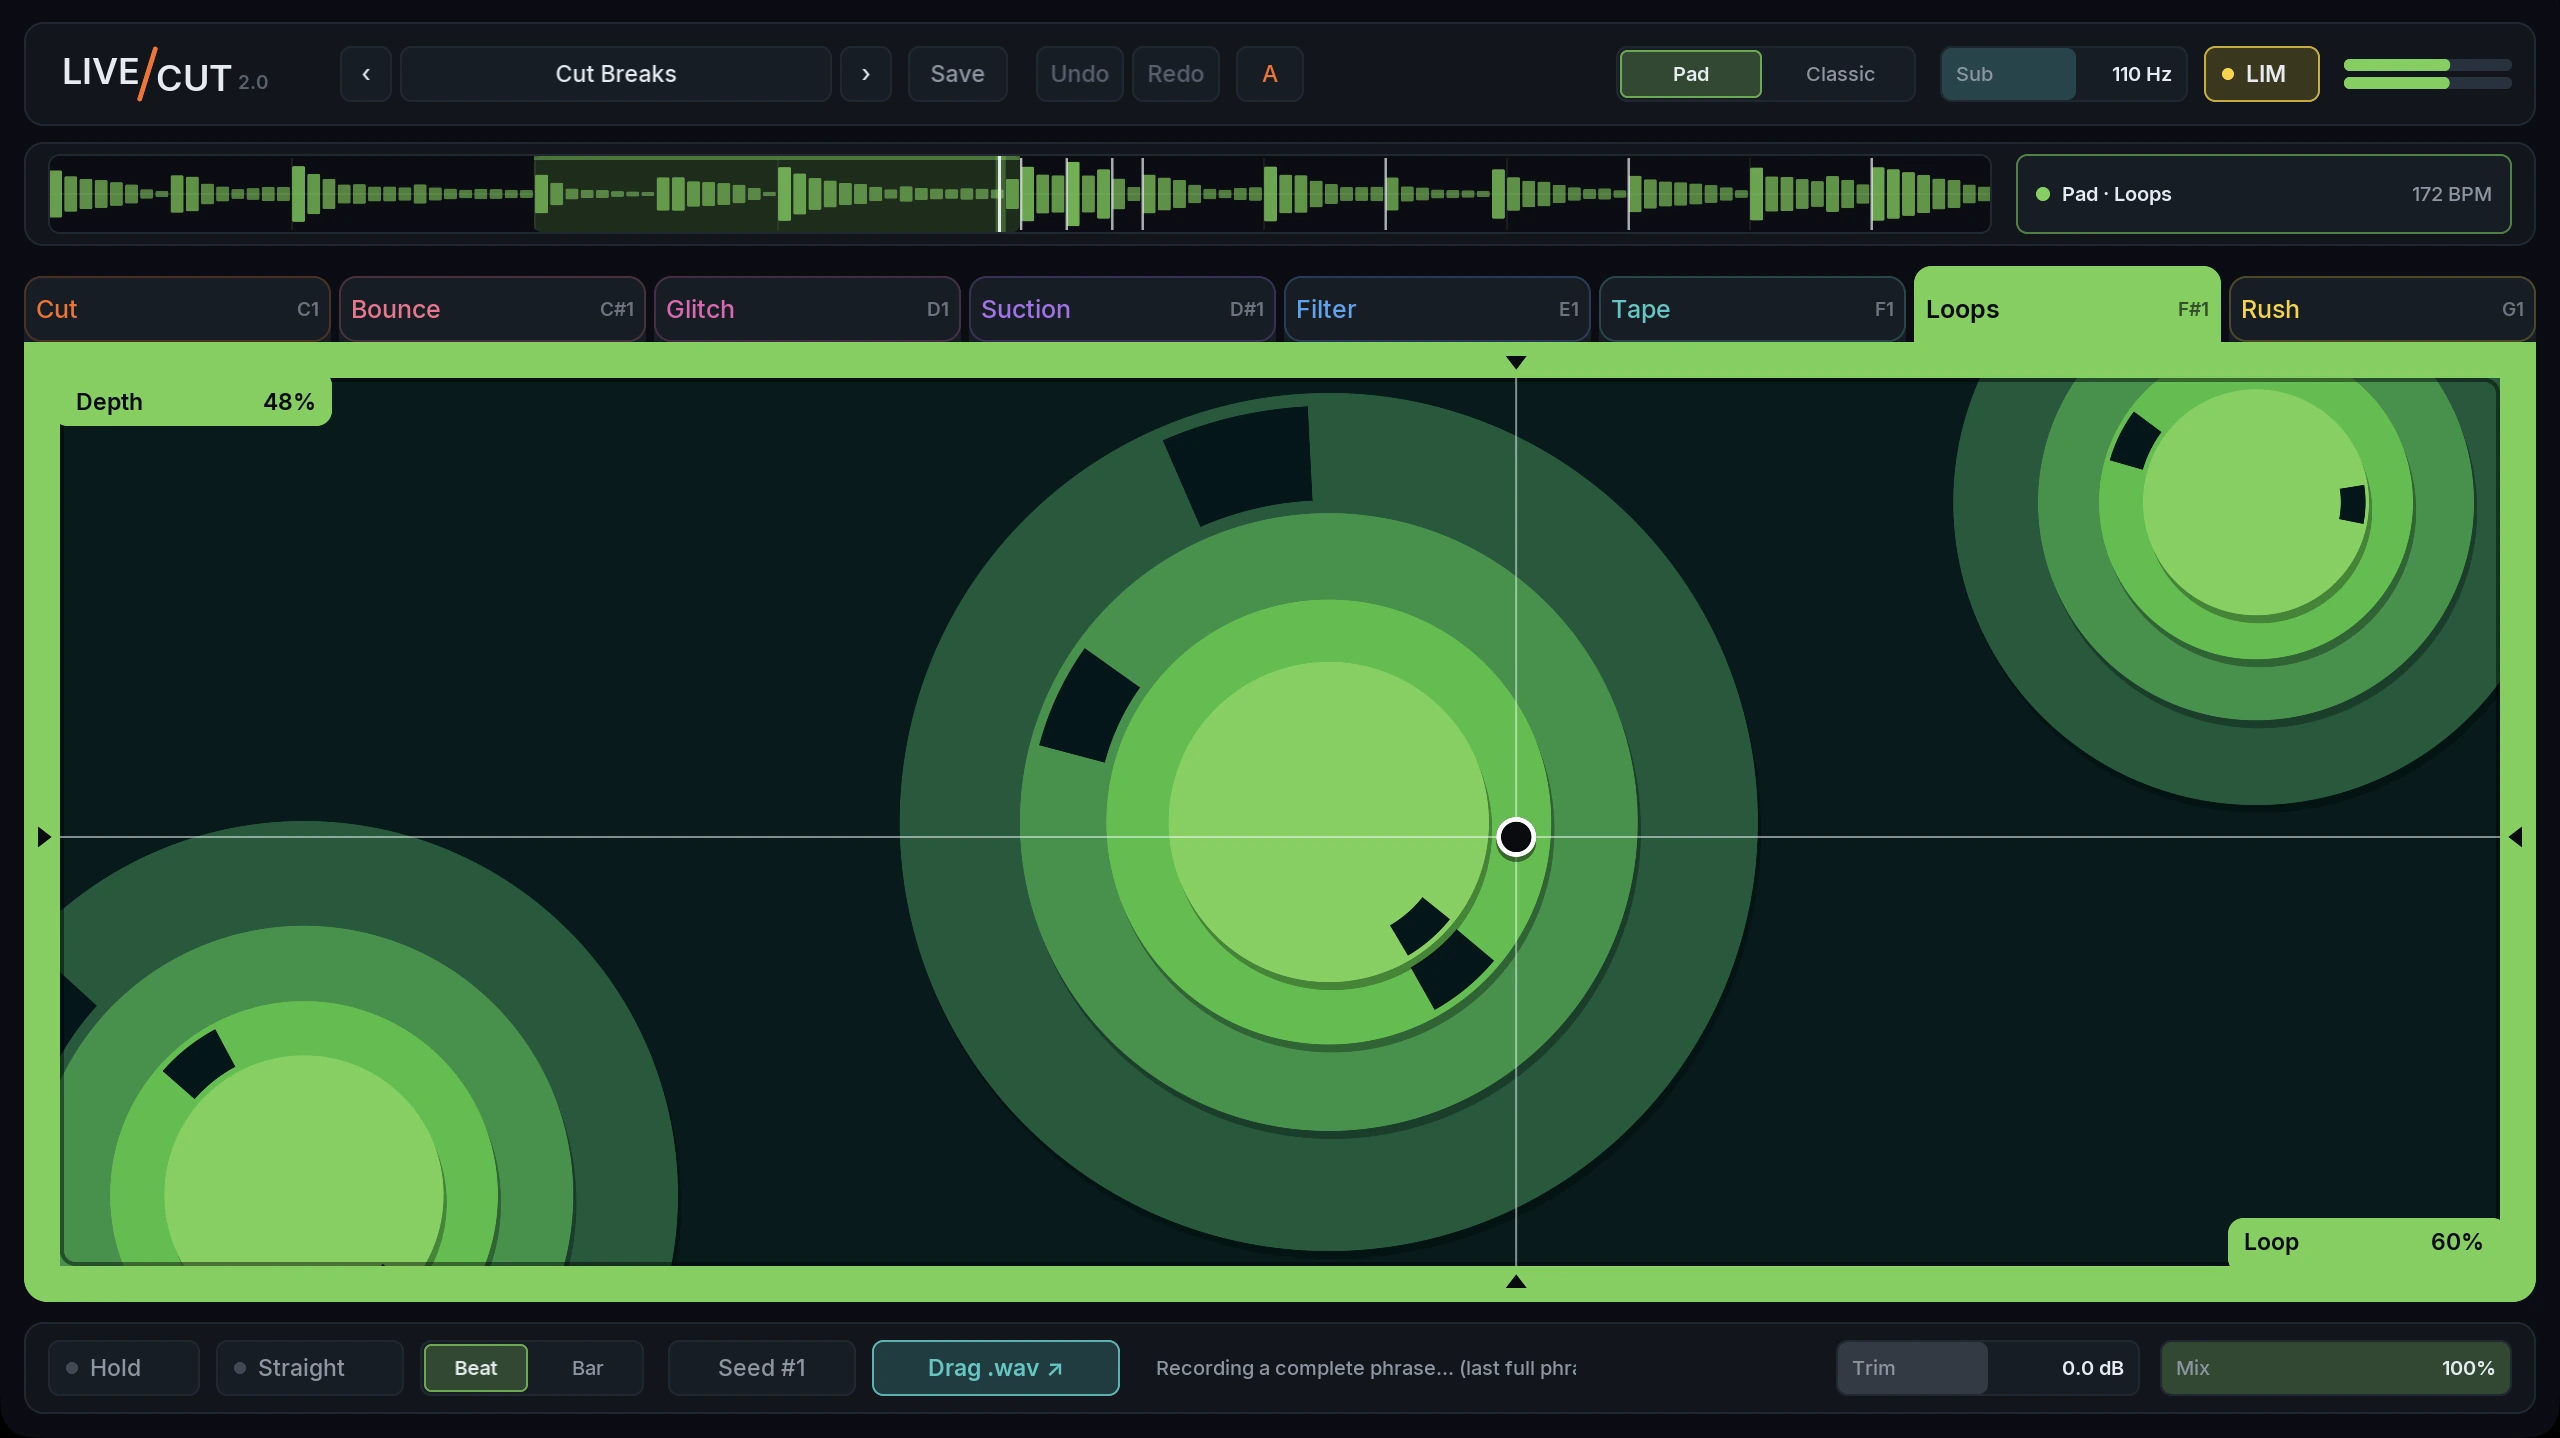 LIVE/CUT 2.0
‹ Cut Breaks › Save Undo Redo A Pad Classic Sub 110 Hz LIM
Pad · Loops 172 BPM
Cut C1 Bounce C#1 Glitch D1 Suction D#1 Filter E1 Tape F1 Loops F#1 Rush G1
Depth 48%
Loop 60%
Hold Straight Beat Bar Seed #1 Drag .wav ↗ Recording a complete phrase... (last full phra Trim 0.0 dB Mix 100%